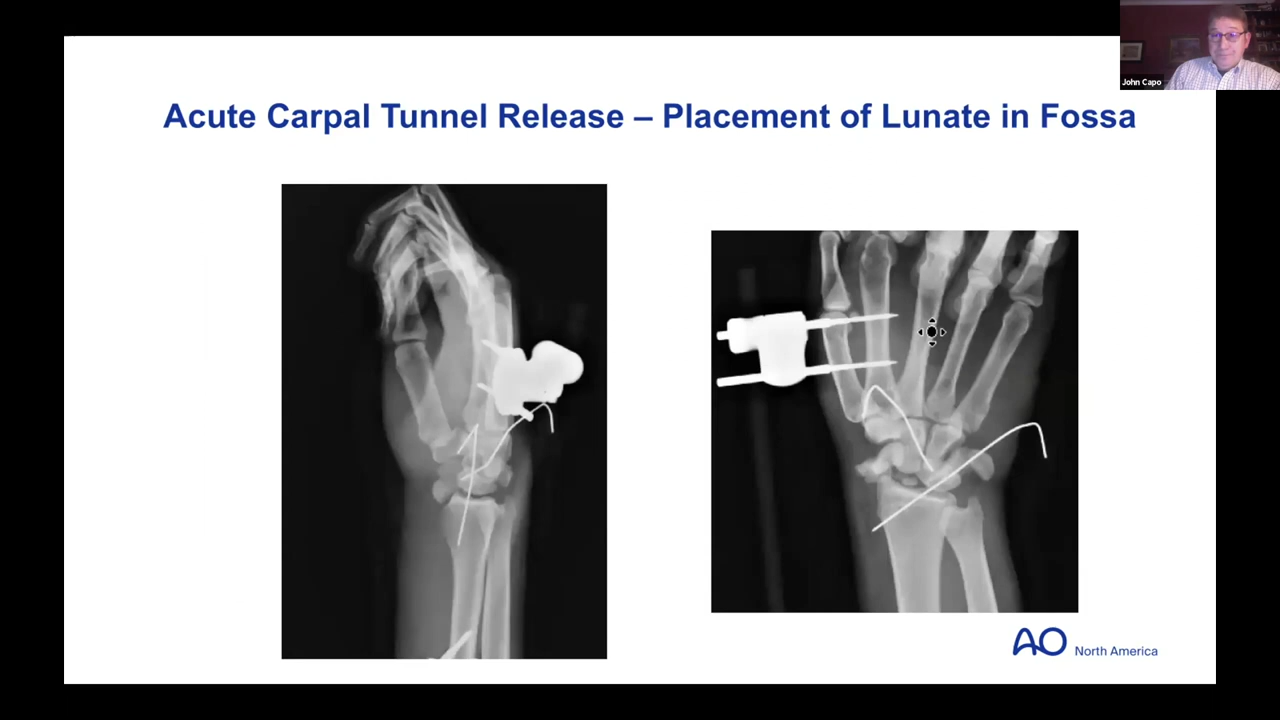 John Capo
Acute Carpal Tunnel Release – Placement of Lunate in Fossa
AO North America